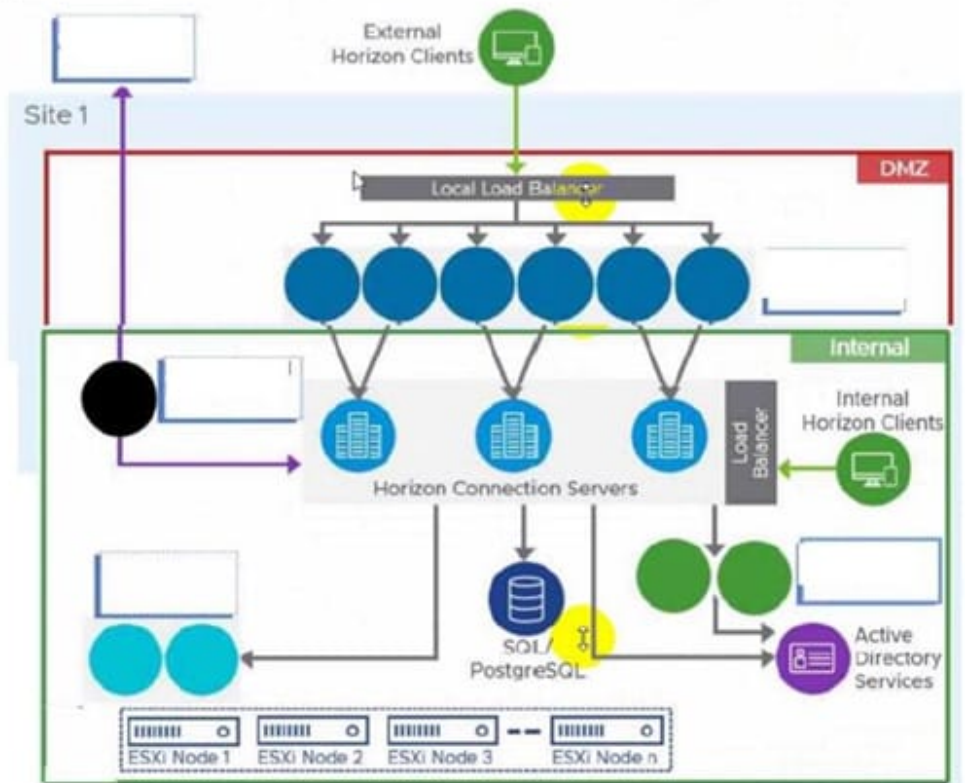 External
Horizon Clients
Site 1
DMZ
Local Load Balancer
Internal
Internal
Horizon Clients
Load
Balancer
Horizon Connection Servers
SQL/
PostgreSQL
Active
Directory
Services
ESXi Node 1
ESXi Node 2
ESXi Node 3
ESXi Node n